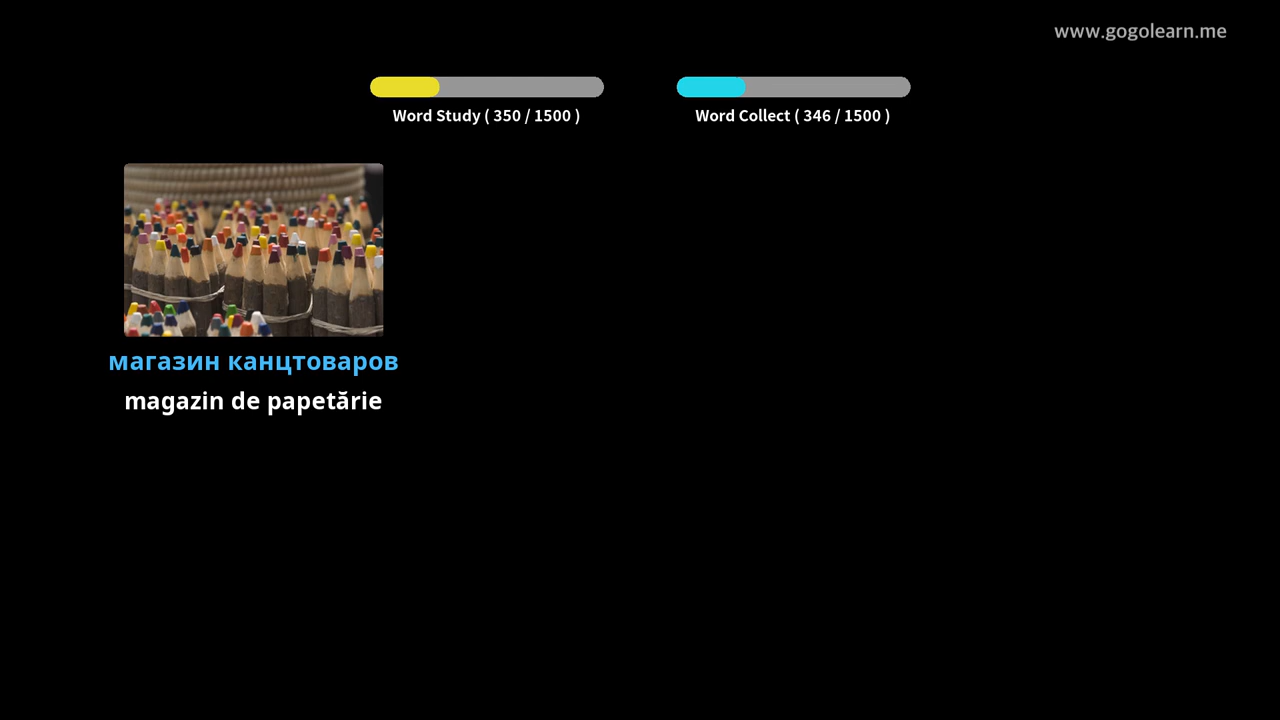 www.gogolearn.me
Word Study ( 350 / 1500 )
Word Collect ( 346 / 1500 )
магазин канцтоваров
magazin de papetărie